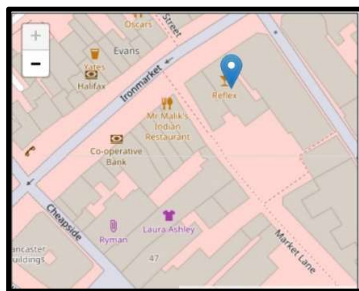 Oscars
Street
+
-
Evans
Yates
Halifax
Ironmarket
Reflex
Mr Malik's
Indian
Restaurant
Co-operative
Bank
Cheapside
Ryman
Laura Ashley
47
Market Lane
ancaster
uildings